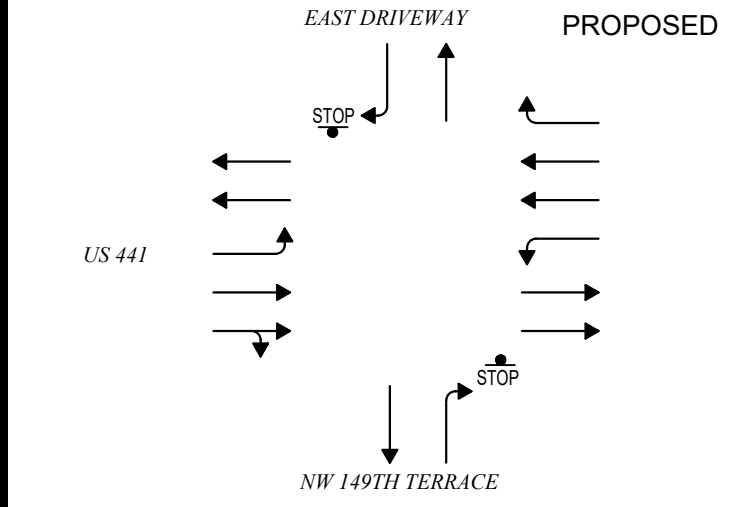 EAST DRIVEWAY
PROPOSED
STOP
US 441
STOP
NW 149TH TERRACE